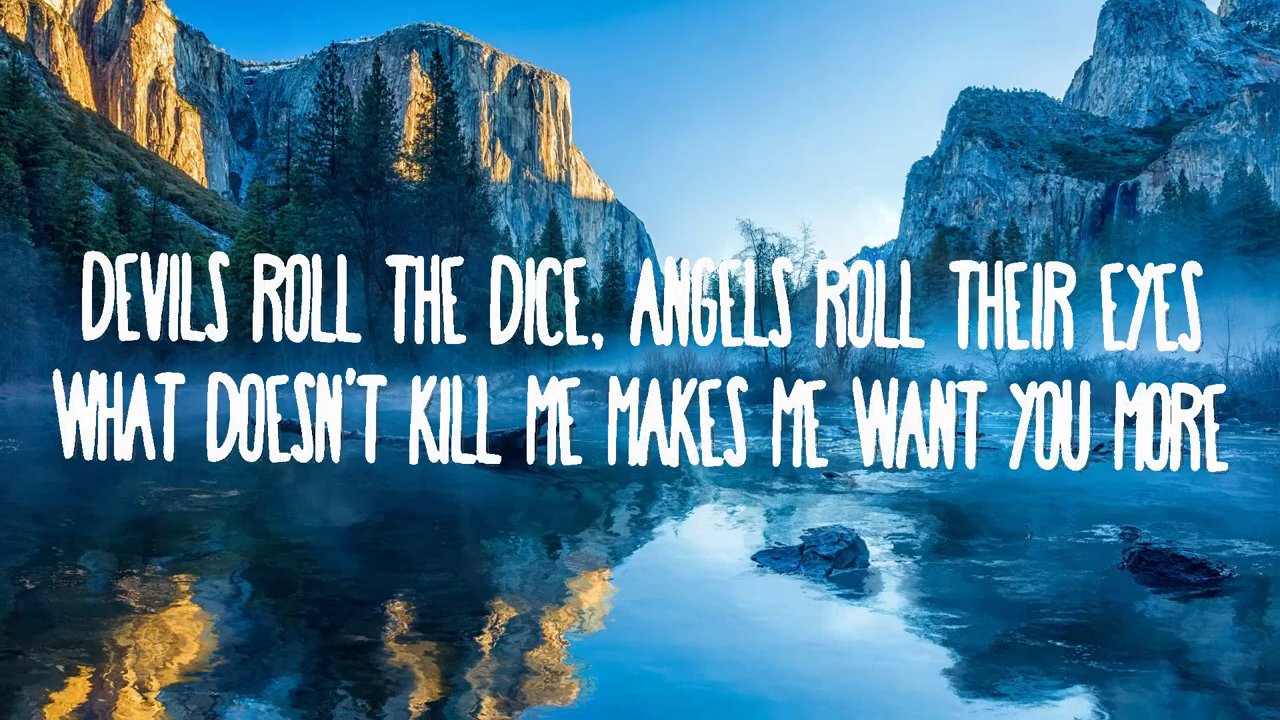 DEVILS ROLL THE DICE, ANGELS ROLL THEIR EYES
WHAT DOESN'T KILL ME MAKES ME WANT YOU MORE